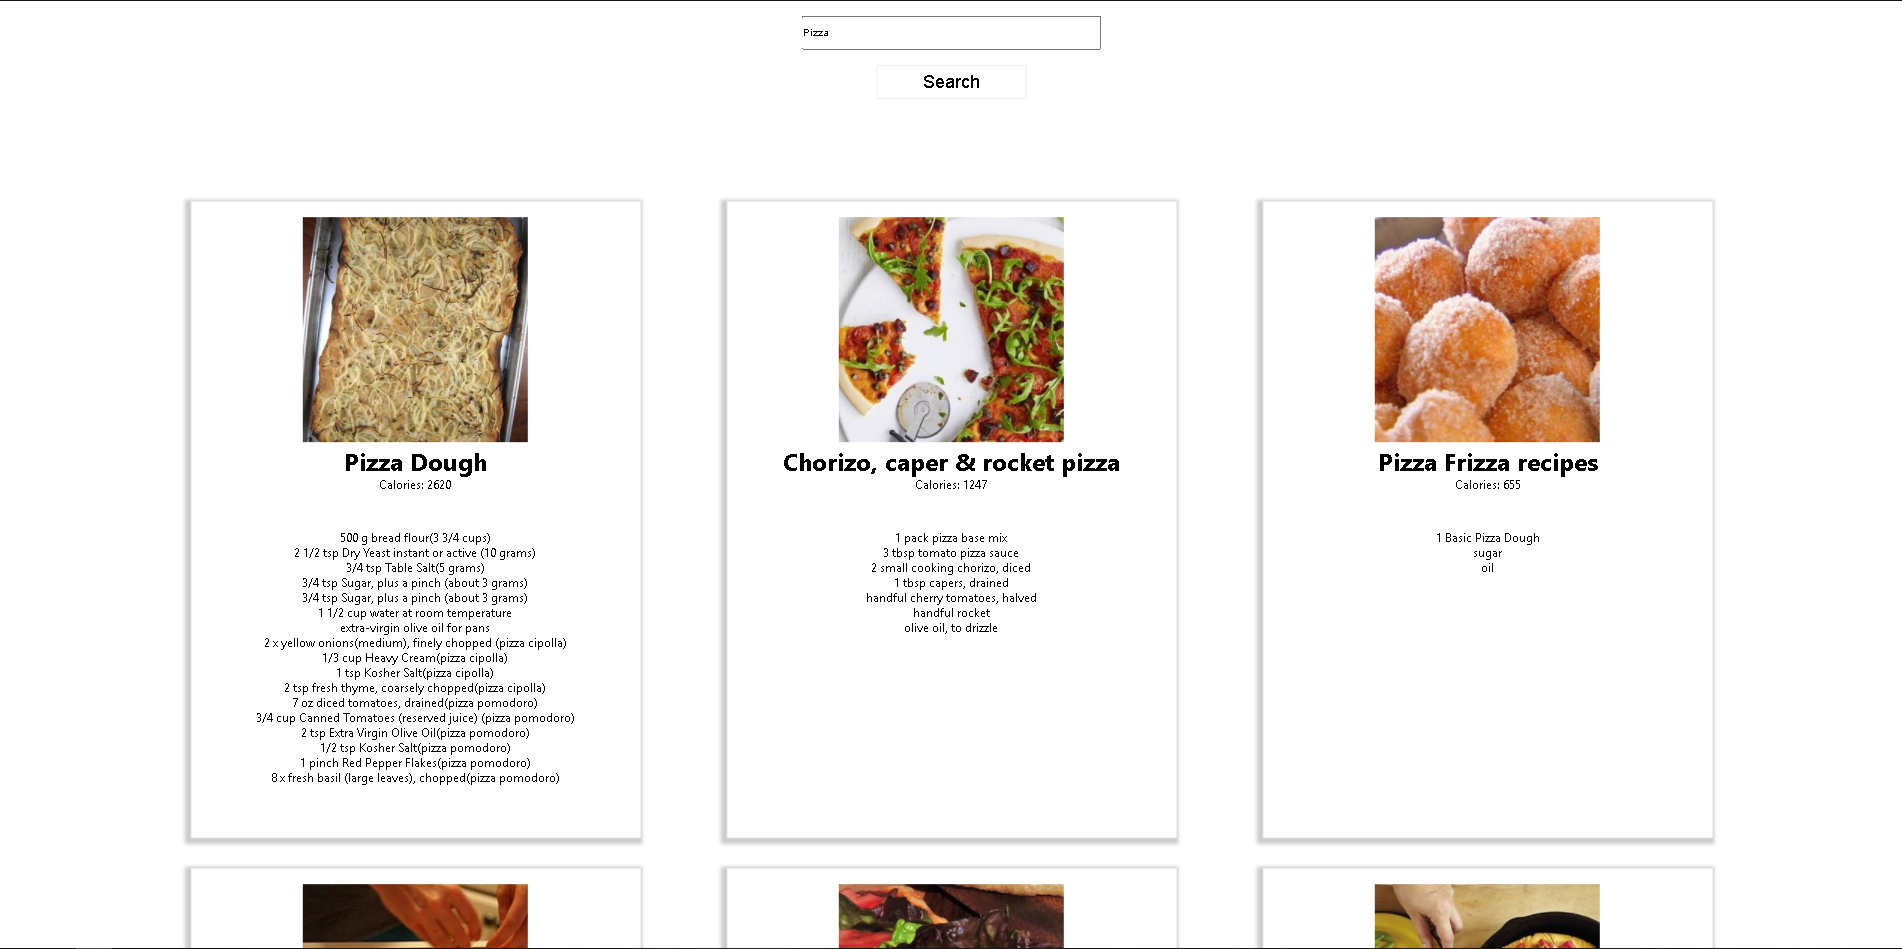 Pizza
Search
Pizza Dough
Calories: 2620
500 g bread flour(3 3/4 cups)
2 1/2 tsp Dry Yeast instant or active (10 grams)
3/4 tsp Table Salt(5 grams)
3/4 tsp Sugar, plus a pinch (about 3 grams)
3/4 tsp Sugar, plus a pinch (about 3 grams)
1 1/2 cup water at room temperature
extra-virgin olive oil for pans
2 x yellow onions(medium), finely chopped (pizza cipolla)
1/3 cup Heavy Cream(pizza cipolla)
1 tsp Kosher Salt(pizza cipolla)
2 tsp fresh thyme, coarsely chopped(pizza cipolla)
7 oz diced tomatoes, drained(pizza pomodoro)
3/4 cup Canned Tomatoes (reserved juice) (pizza pomodoro)
2 tsp Extra Virgin Olive Oil(pizza pomodoro)
1/2 tsp Kosher Salt(pizza pomodoro)
1 pinch Red Pepper Flakes(pizza pomodoro)
8 x fresh basil (large leaves), chopped(pizza pomodoro)
Chorizo, caper & rocket pizza
Calories: 1247
1 pack pizza base mix
3 tbsp tomato pizza sauce
2 small cooking chorizo, diced
1 tbsp capers, drained
handful cherry tomatoes, halved
handful rocket
olive oil, to drizzle
Pizza Frizza recipes
Calories: 655
1 Basic Pizza Dough
sugar
oil